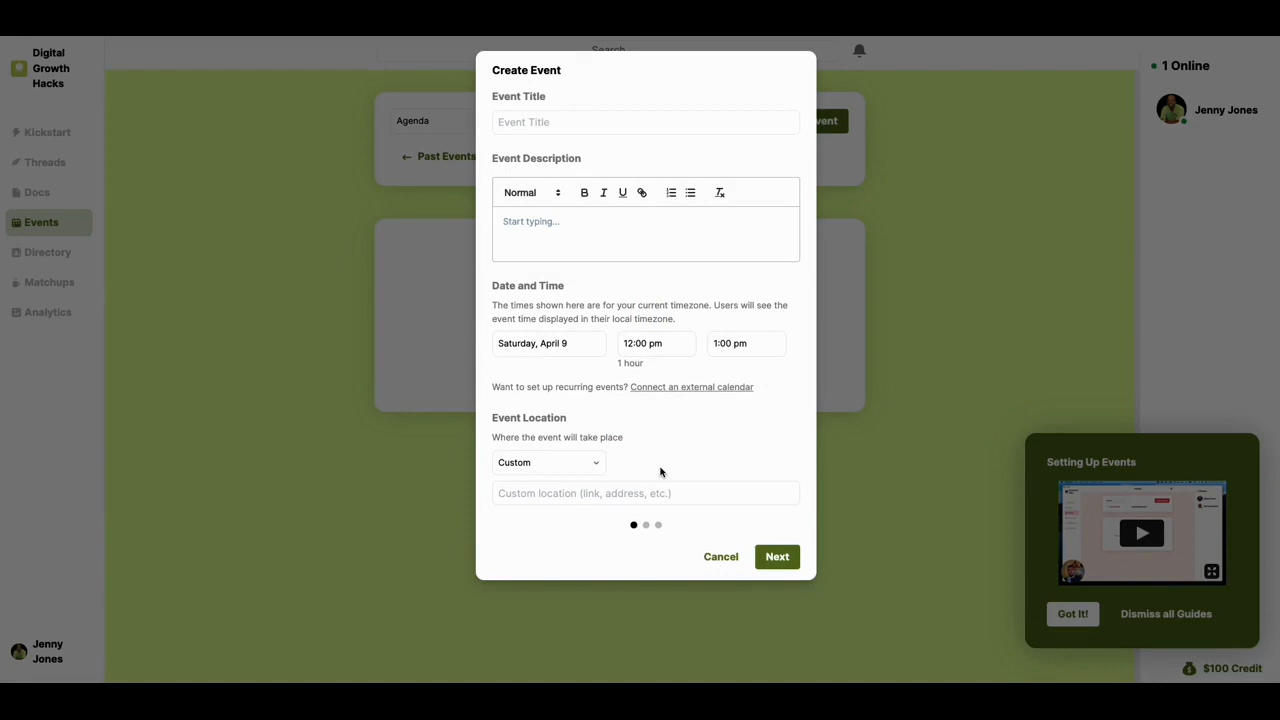 Digital
Growth
Hacks
Kickstart
Threads
Docs
Events
Directory
Matchups
Analytics
Jenny
Jones
Search
Agenda
← Past Events
vent
Create Event
Event Title
Event Title
Event Description
Normal B I U
Start typing...
Date and Time
The times shown here are for your current timezone. Users will see the
event time displayed in their local timezone.
Saturday, April 9 12:00 pm 1:00 pm
1 hour
Want to set up recurring events? Connect an external calendar
Event Location
Where the event will take place
Custom
Custom location (link, address, etc.)
Cancel Next
1 Online
Jenny Jones
Setting Up Events
Got It! Dismiss all Guides
$100 Credit